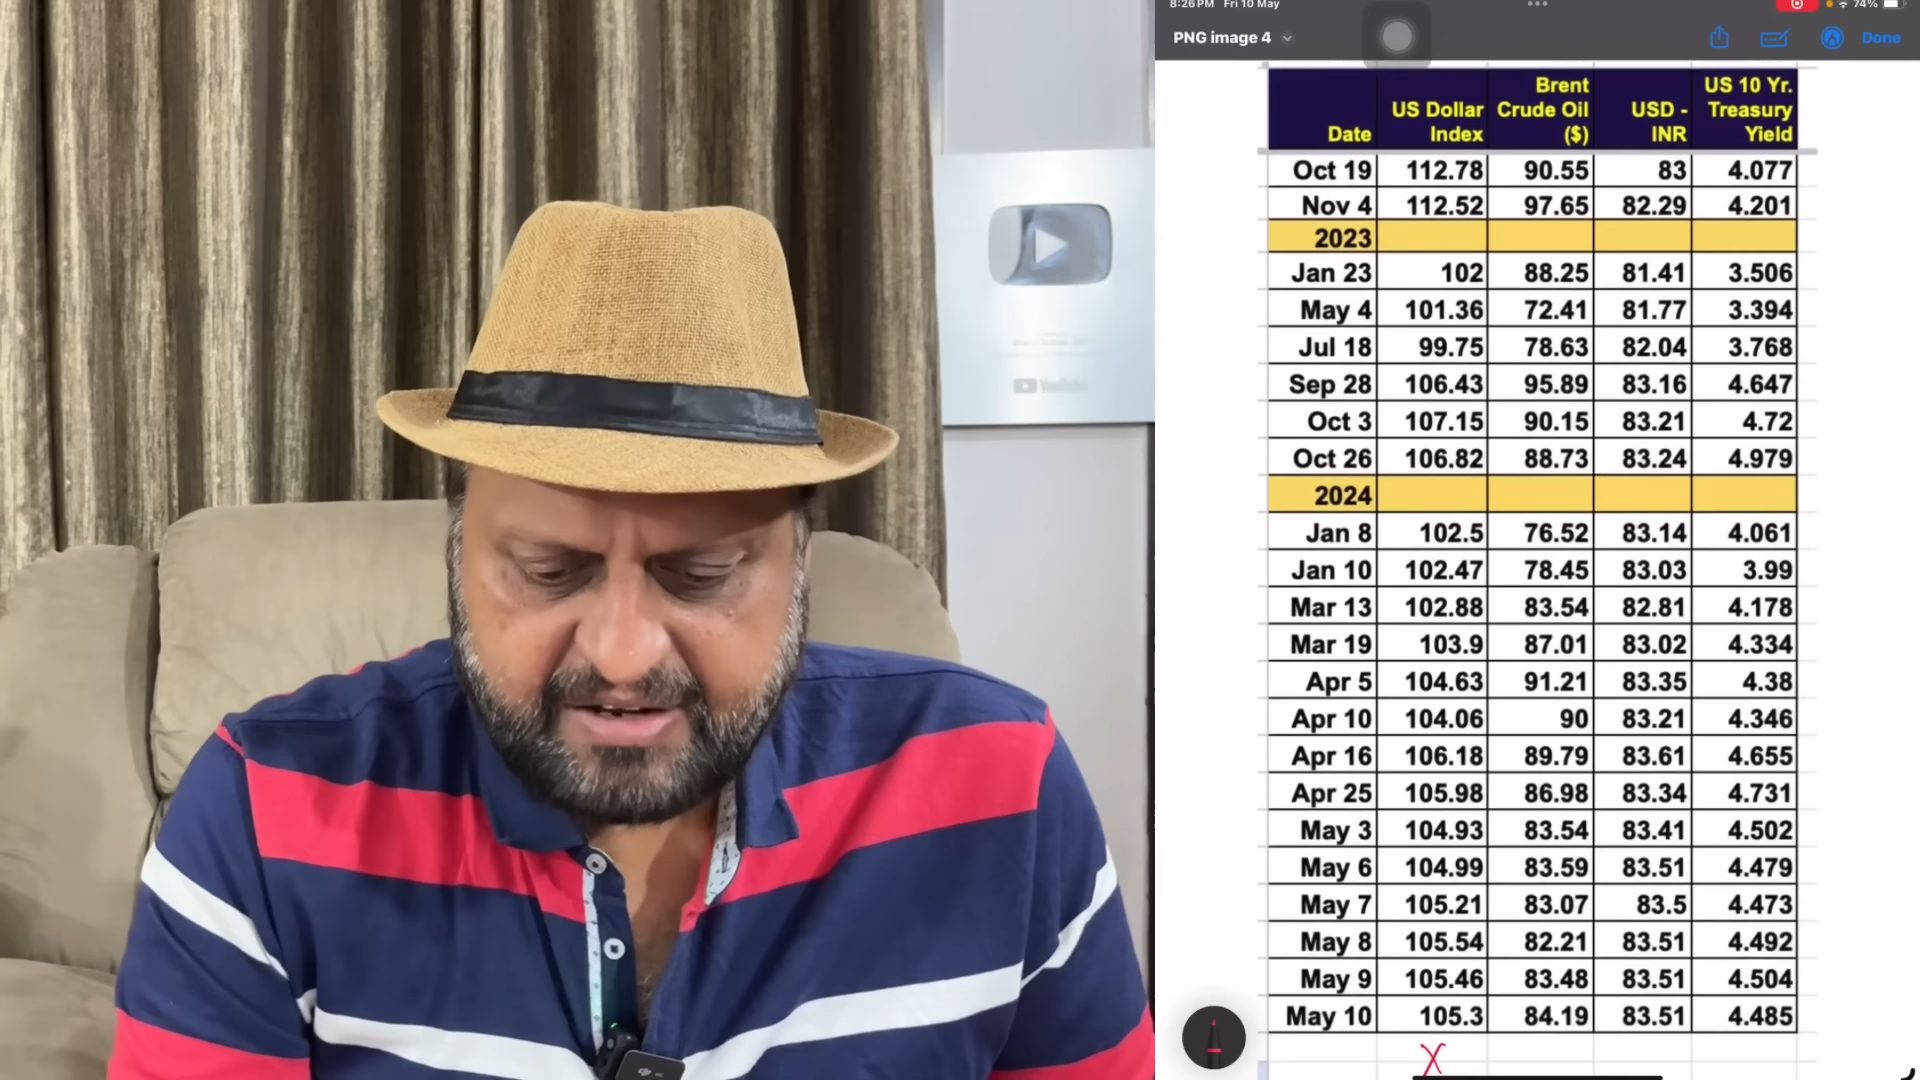 8:26 PM Fri 10 May
74%
PNG image 4
Done
Date US Dollar Index Brent Crude Oil ($) USD - INR US 10 Yr. Treasury Yield
Oct 19 112.78 90.55 83 4.077
Nov 4 112.52 97.65 82.29 4.201
2023
Jan 23 102 88.25 81.41 3.506
May 4 101.36 72.41 81.77 3.394
Jul 18 99.75 78.63 82.04 3.768
Sep 28 106.43 95.89 83.16 4.647
Oct 3 107.15 90.15 83.21 4.72
Oct 26 106.82 88.73 83.24 4.979
2024
Jan 8 102.5 76.52 83.14 4.061
Jan 10 102.47 78.45 83.03 3.99
Mar 13 102.88 83.54 82.81 4.178
Mar 19 103.9 87.01 83.02 4.334
Apr 5 104.63 91.21 83.35 4.38
Apr 10 104.06 90 83.21 4.346
Apr 16 106.18 89.79 83.61 4.655
Apr 25 105.98 86.98 83.34 4.731
May 3 104.93 83.54 83.41 4.502
May 6 104.99 83.59 83.51 4.479
May 7 105.21 83.07 83.5 4.473
May 8 105.54 82.21 83.51 4.492
May 9 105.46 83.48 83.51 4.504
May 10 105.3 84.19 83.51 4.485
YouTube